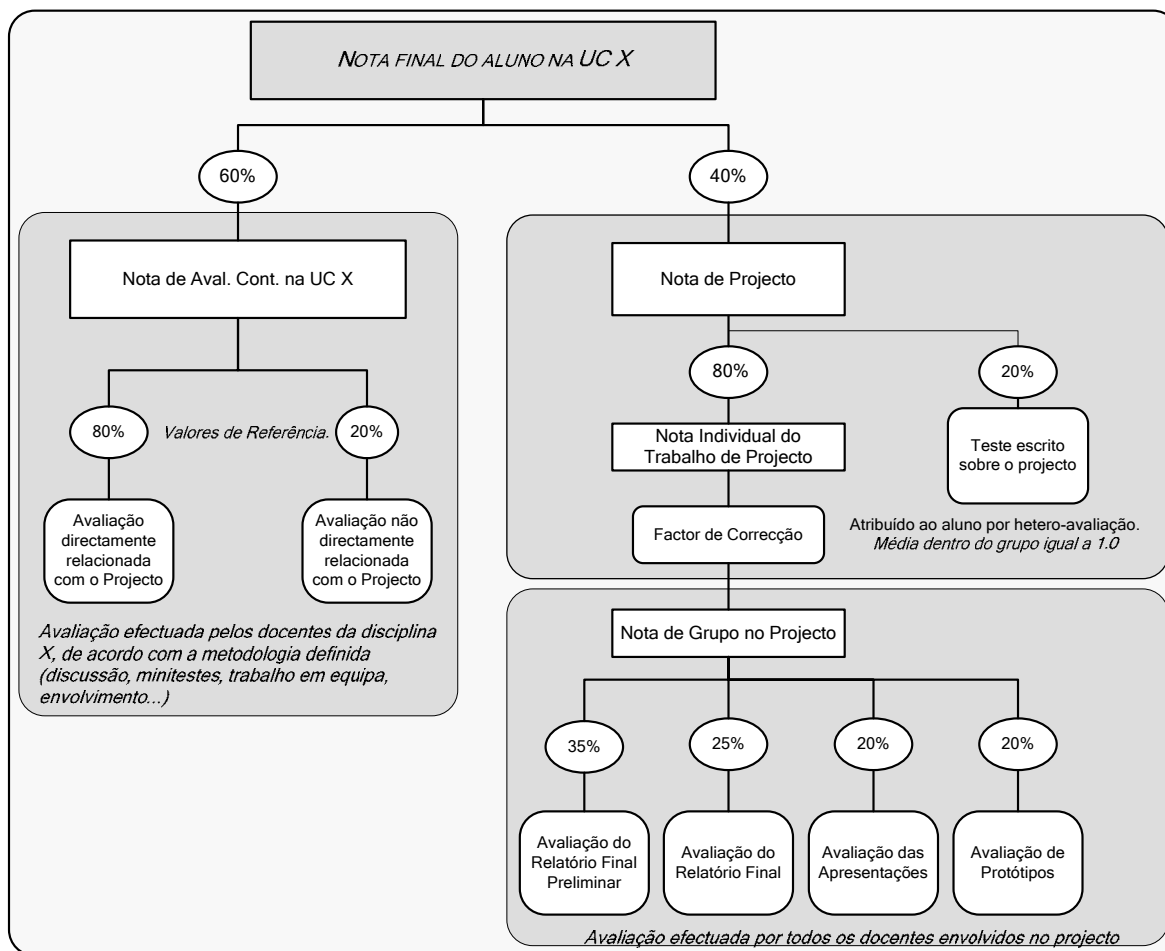 NOTA FINAL DO ALUNO NA UC X
60%
40%
Nota de Aval. Cont. na UC X
80%
Valores de Referência.
20%
Avaliação
directamente
relacionada
com o Projecto
Avaliação não
directamente
relacionada
com o Projecto
Avaliação efectuada pelos docentes da disciplina
X, de acordo com a metodologia definida
(discussão, minitestes, trabalho em equipa,
envolvimento...)
Nota de Projecto
80%
20%
Nota Individual do
Trabalho de Projecto
Teste escrito
sobre o projecto
Factor de Correcção
Atribuído ao aluno por hetero-avaliação.
Média dentro do grupo igual a 1.0
Nota de Grupo no Projecto
35%
25%
20%
20%
Avaliação do
Relatório Final
Preliminar
Avaliação do
Relatório Final
Avaliação das
Apresentações
Avaliação de
Protótipos
Avaliação efectuada por todos os docentes envolvidos no projecto